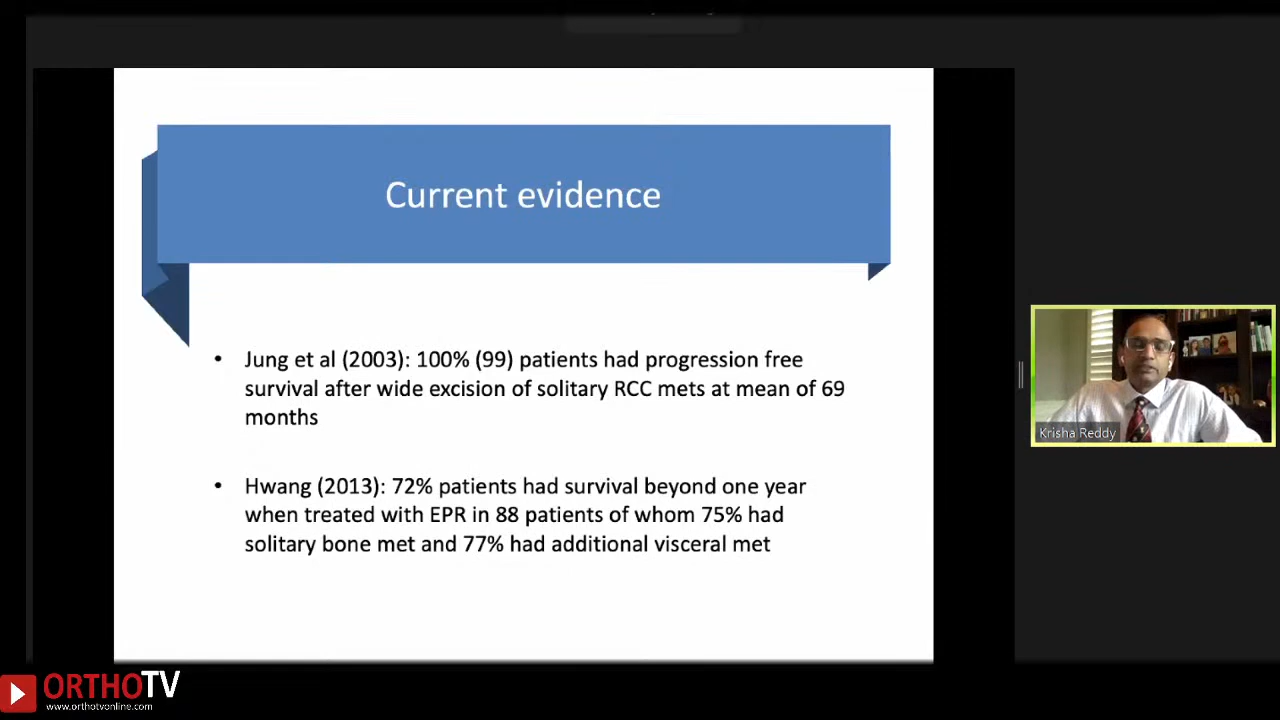 Current evidence
• Jung et al (2003): 100% (99) patients had progression free
survival after wide excision of solitary RCC mets at mean of 69
months
• Hwang (2013): 72% patients had survival beyond one year
when treated with EPR in 88 patients of whom 75% had
solitary bone met and 77% had additional visceral met
Krisha Reddy
ORTHOTV
www.orthotvonline.com